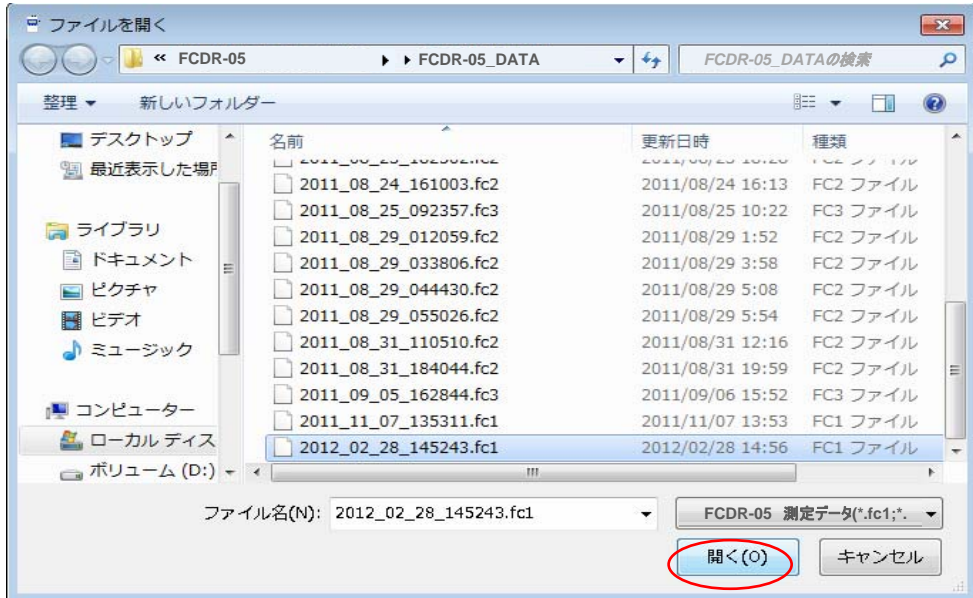 ファイルを開く
« FCDR-05 FCDR-05_DATA FCDR-05_DATAの検索
整理 新しいフォルダー
デスクトップ
最近表示した場所
ライブラリ
ドキュメント
ピクチャ
ビデオ
ミュージック
コンピューター
ローカル ディス
ボリューム (D:)
名前 更新日時 種類
2011_08_24_161003.fc2 2011/08/24 16:13 FC2 ファイル
2011_08_25_092357.fc3 2011/08/25 10:22 FC3 ファイル
2011_08_29_012059.fc2 2011/08/29 1:52 FC2 ファイル
2011_08_29_033806.fc2 2011/08/29 3:58 FC2 ファイル
2011_08_29_044430.fc2 2011/08/29 5:08 FC2 ファイル
2011_08_29_055026.fc2 2011/08/29 5:54 FC2 ファイル
2011_08_31_110510.fc2 2011/08/31 12:16 FC2 ファイル
2011_08_31_184044.fc2 2011/08/31 19:59 FC2 ファイル
2011_09_05_162844.fc3 2011/09/06 15:52 FC3 ファイル
2011_11_07_135311.fc1 2011/11/07 13:53 FC1 ファイル
2012_02_28_145243.fc1 2012/02/28 14:56 FC1 ファイル
ファイル名(N): 2012_02_28_145243.fc1 FCDR-05 測定データ(*.fc1;*.
開く(O) キャンセル